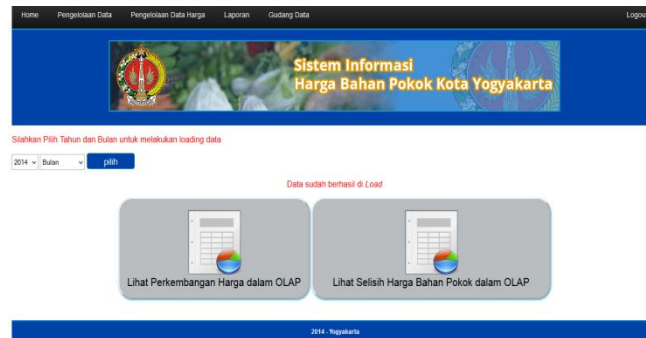 Home Pengelolaan Data Pengelolaan Data Harga Laporan Gudang Data Logout
Sistem Informasi
Harga Bahan Pokok Kota Yogyakarta
Silahkan Pilih Tahun dan Bulan untuk melakukan loading data
2014 Bulan pilih
Data sudah berhasil di Load
Lihat Perkembangan Harga dalam OLAP Lihat Selisih Harga Bahan Pokok dalam OLAP
2014 - Yogyakarta